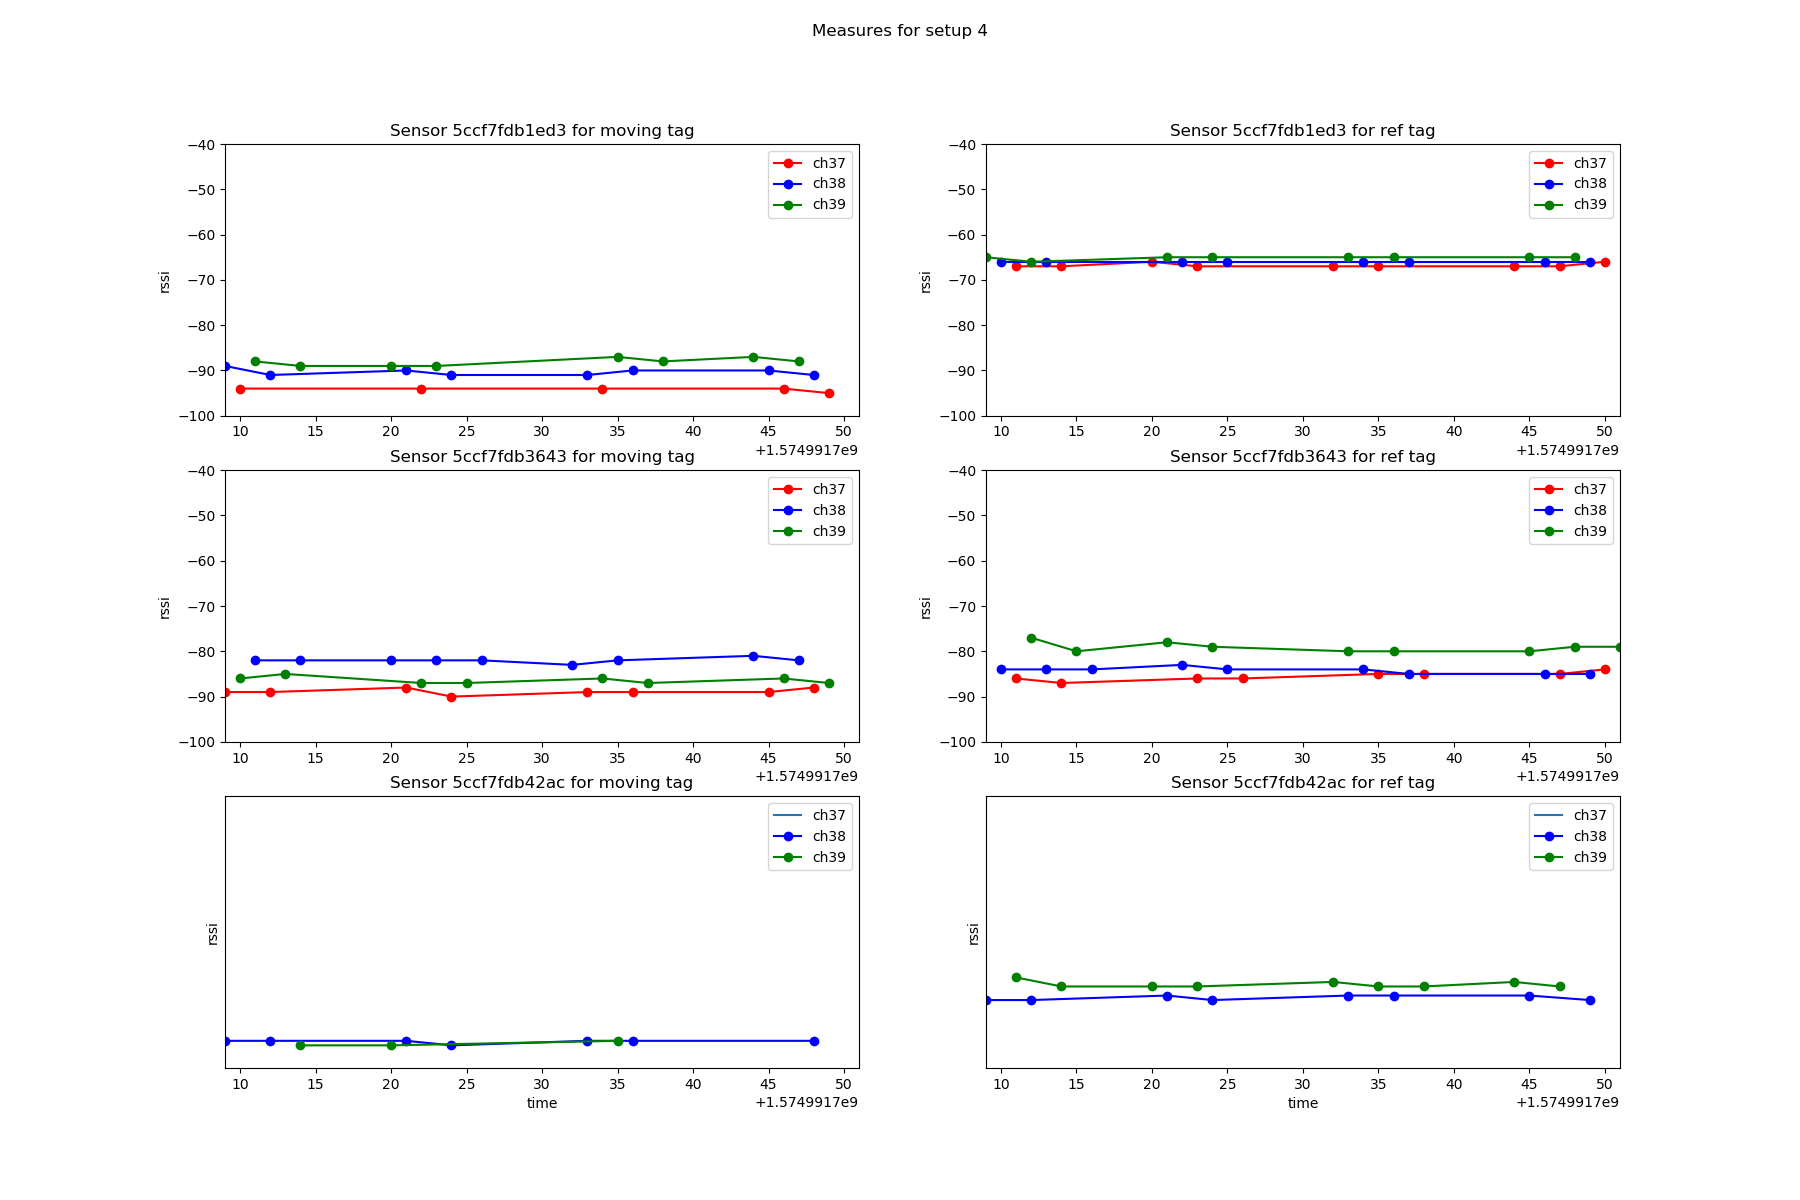 Measures for setup 4
Sensor 5ccf7fdb1ed3 for moving tag
−40
−50
−60
−70
−80
−90
−100
rssi
ch37
ch38
ch39
10 15 20 25 30 35 40 45 50
+1.5749917e9
Sensor 5ccf7fdb1ed3 for ref tag
−40
−50
−60
−70
−80
−90
−100
rssi
ch37
ch38
ch39
10 15 20 25 30 35 40 45 50
+1.5749917e9
Sensor 5ccf7fdb3643 for moving tag
−40
−50
−60
−70
−80
−90
−100
rssi
ch37
ch38
ch39
10 15 20 25 30 35 40 45 50
+1.5749917e9
Sensor 5ccf7fdb3643 for ref tag
−40
−50
−60
−70
−80
−90
−100
rssi
ch37
ch38
ch39
10 15 20 25 30 35 40 45 50
+1.5749917e9
Sensor 5ccf7fdb42ac for moving tag
rssi
ch37
ch38
ch39
10 15 20 25 30 35 40 45 50
time
+1.5749917e9
Sensor 5ccf7fdb42ac for ref tag
rssi
ch37
ch38
ch39
10 15 20 25 30 35 40 45 50
time
+1.5749917e9